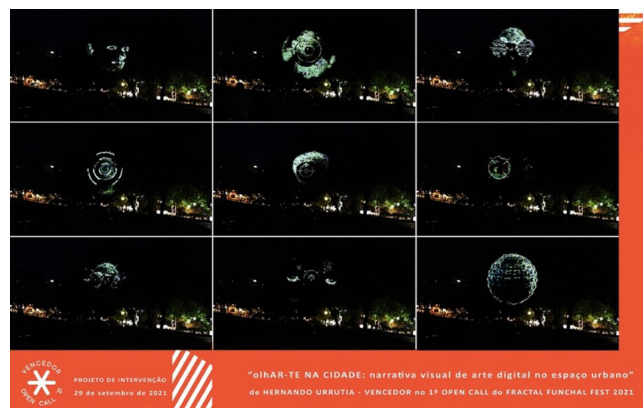 VENCEDOR
OPEN CALL
PROJETO DE INTERVENÇÃO
29 de setembro de 2021
"olhAR-TE NA CIDADE: narrativa visual de arte digital no espaço urbano"
de HERNANDO URRUTIA - VENCEDOR no 1º OPEN CALL do FRACTAL FUNCHAL FEST 2021